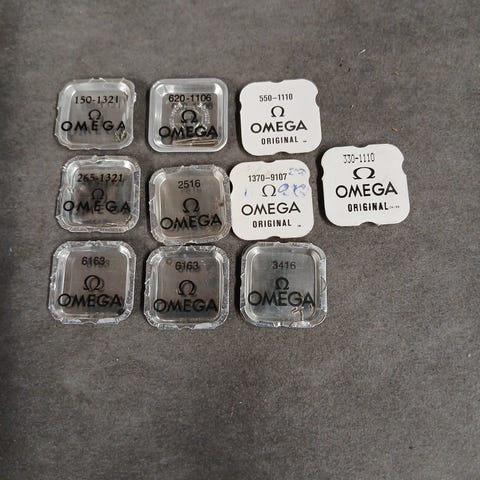 150-1321
Ω
OMEGA
620-1106
Ω
OMEGA
550-1110
Ω
OMEGA
ORIGINAL
265-1321
Ω
OMEGA
2516
Ω
OMEGA
1370-9107
Ω
OMEGA
ORIGINAL
330-1110
Ω
OMEGA
ORIGINAL
6163
Ω
OMEGA
6163
Ω
OMEGA
3416
Ω
OMEGA